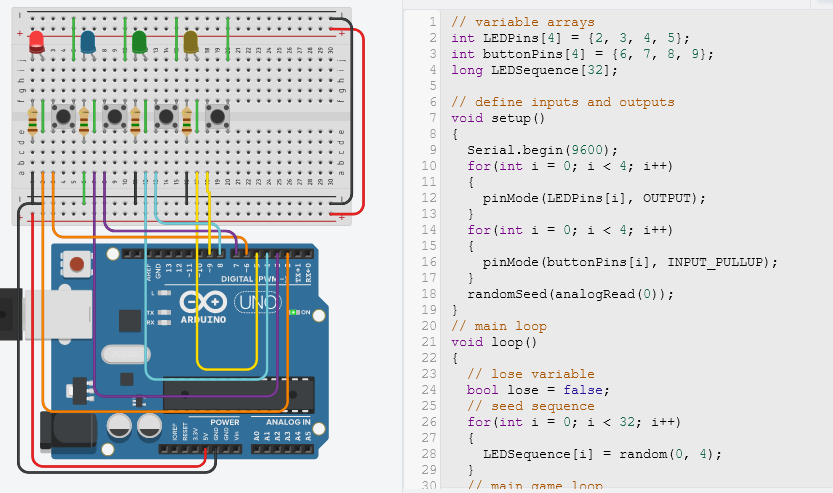 1 // variable arrays
2 int LEDPins[4] = {2, 3, 4, 5};
3 int buttonPins[4] = {6, 7, 8, 9};
4 long LEDSequence[32];
5
6 // define inputs and outputs
7 void setup()
8 {
9 Serial.begin(9600);
10 for(int i = 0; i < 4; i++)
11 {
12 pinMode(LEDPins[i], OUTPUT);
13 }
14 for(int i = 0; i < 4; i++)
15 {
16 pinMode(buttonPins[i], INPUT_PULLUP);
17 }
18 randomSeed(analogRead(0));
19 }
20 // main loop
21 void loop()
22 {
23 // lose variable
24 bool lose = false;
25 // seed sequence
26 for(int i = 0; i < 32; i++)
27 {
28 LEDSequence[i] = random(0, 4);
29 }
30 // main game loop
AREF
GND
13
12
~11
~10
~9
8
7
~6
TX→1
RX←0
DIGITAL PWM
L
TX
RX
UNO
ARDUINO
ON
POWER
ANALOG IN
IOREF
RESET
3.3V
5V
GND
GND
Vin
A0
A1
A2
A3
A4
A5